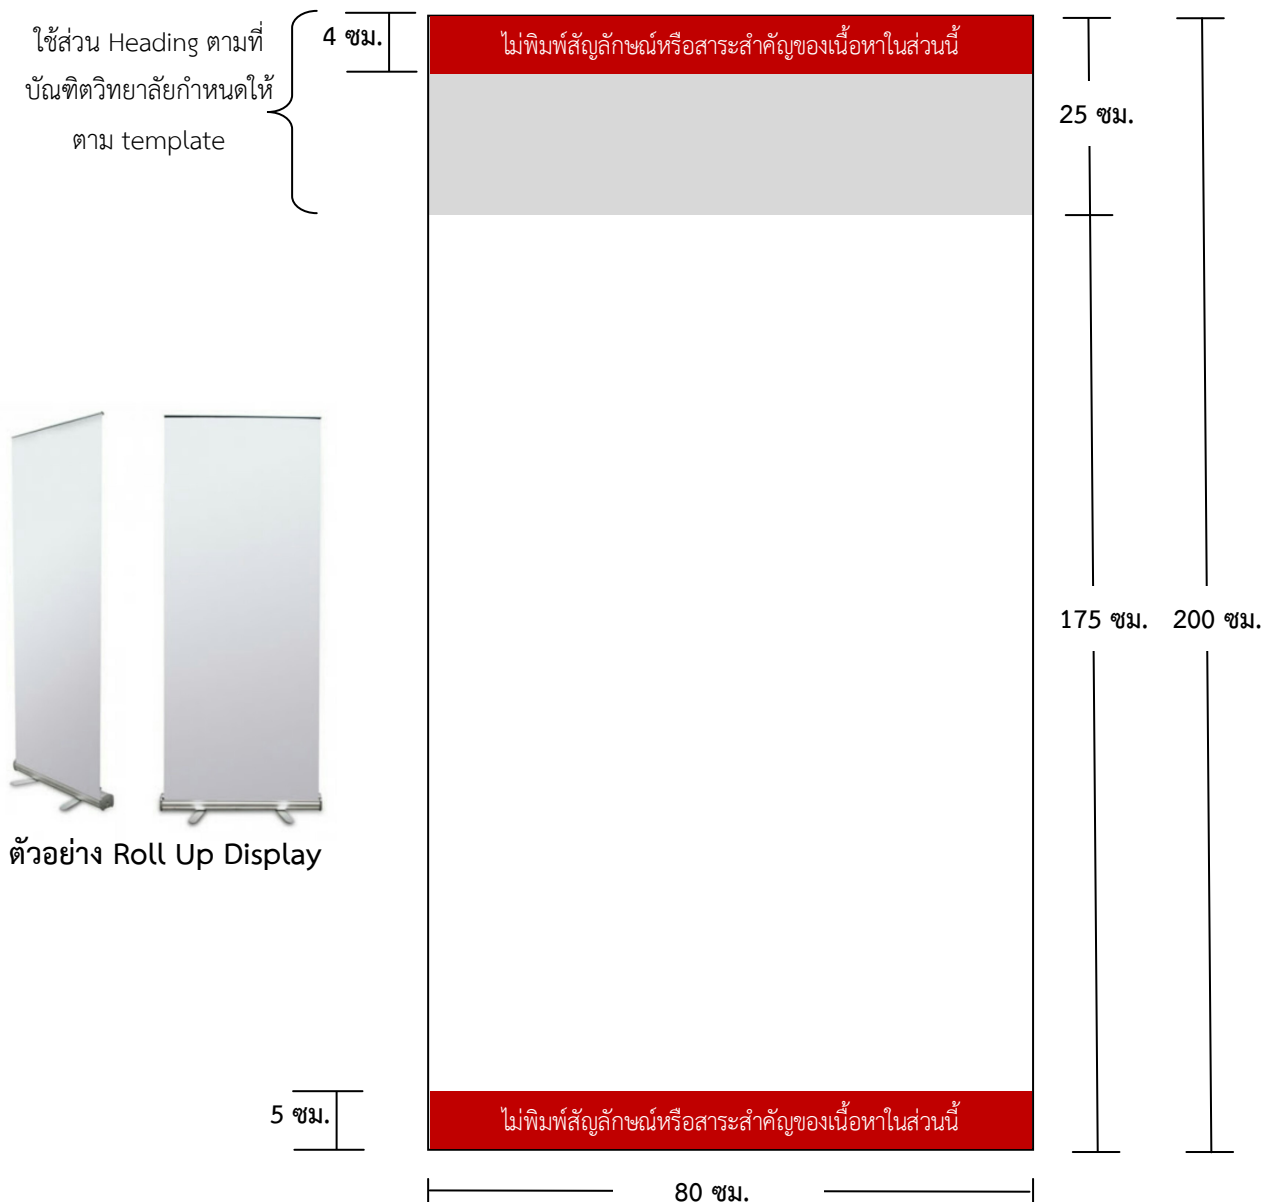 ใช้ส่วน Heading ตามที่
บัณฑิตวิทยาลัยกำหนดให้
ตาม template
4 ซม.
ไม่พิมพ์สัญลักษณ์หรือสาระสำคัญของเนื้อหาในส่วนนี้
25 ซม.
175 ซม.
200 ซม.
ตัวอย่าง Roll Up Display
5 ซม.
ไม่พิมพ์สัญลักษณ์หรือสาระสำคัญของเนื้อหาในส่วนนี้
80 ซม.